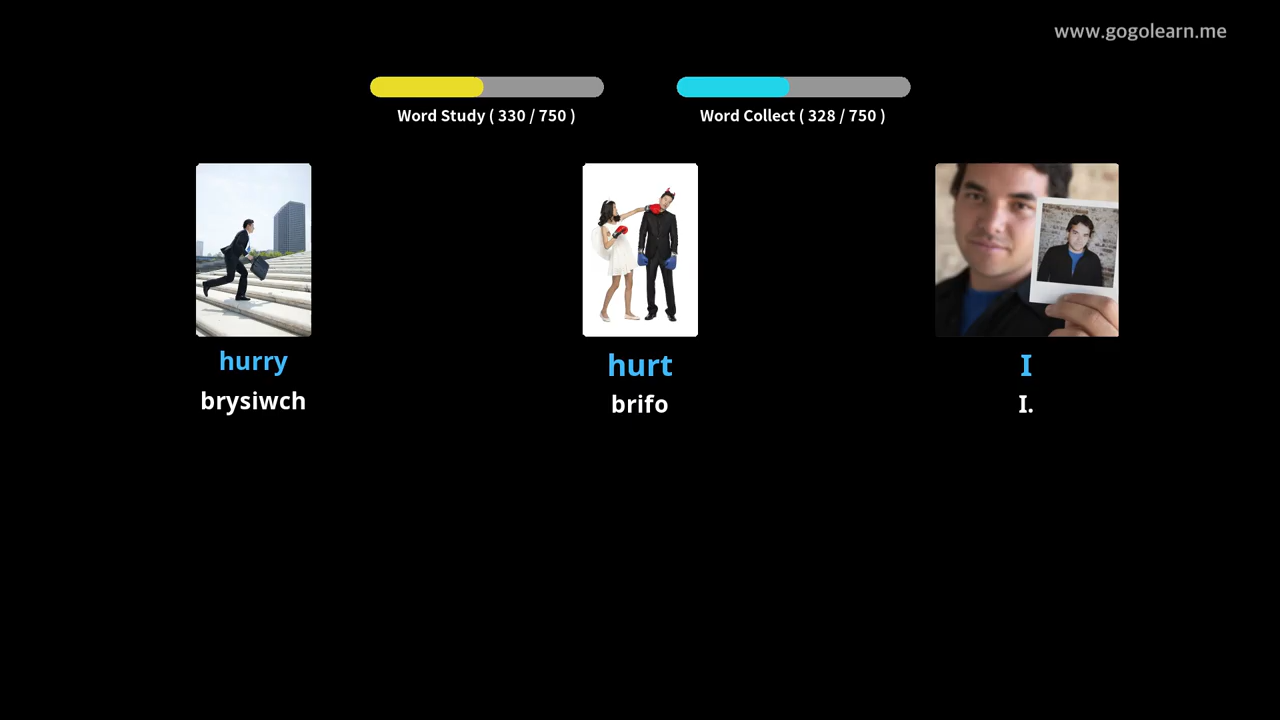 www.gogolearn.me
Word Study ( 330 / 750 )
Word Collect ( 328 / 750 )
hurry
hurt
I
brysiwch
brifo
I.